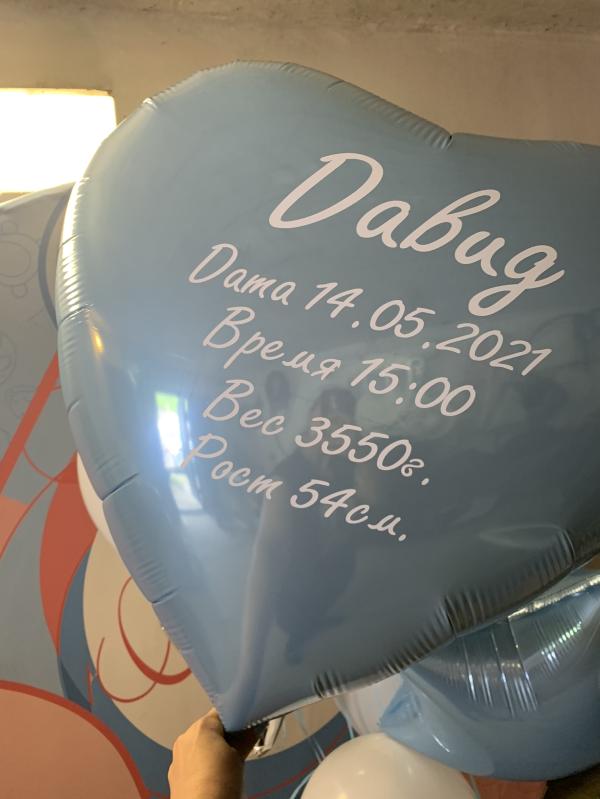 Давид
Дата 14.05.2021
Время 15:00
Вес 3550г.
Рост 54см.